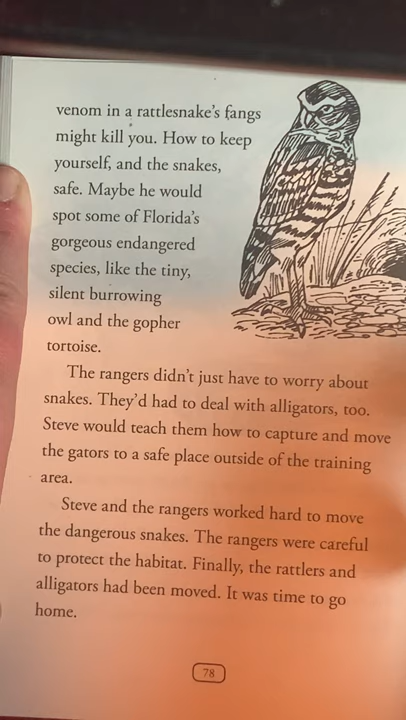 venom in a rattlesnake's fangs
might kill you. How to keep
yourself, and the snakes,
safe. Maybe he would
spot some of Florida's
gorgeous endangered
species, like the tiny,
silent burrowing
owl and the gopher
tortoise.
The rangers didn't just have to worry about
snakes. They'd had to deal with alligators, too.
Steve would teach them how to capture and move
the gators to a safe place outside of the training
area.
Steve and the rangers worked hard to move
the dangerous snakes. The rangers were careful
to protect the habitat. Finally, the rattlers and
alligators had been moved. It was time to go
home.
78